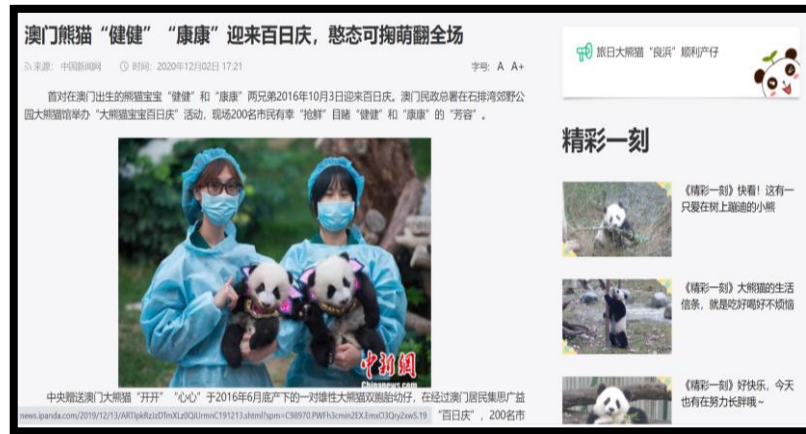 澳门熊猫“健健”“康康”迎来百日庆，憨态可掬萌翻全场
来源: 中国新闻网 时间: 2020年12月02日 17:21 字号: A A+
首对在澳门出生的熊猫宝宝“健健”和“康康”两兄弟2016年10月3日迎来百日庆。澳门民政总署在石排湾郊野公
园大熊猫馆举办“大熊猫宝宝百日庆”活动，现场200名市民有幸“抢鲜”目睹“健健”和“康康”的“芳容”。
中新网
Chinanews.com
中央赠送澳门大熊猫“开开”“心心”于2016年6月底产下的一对雄性大熊猫双胞胎幼仔，在经过澳门居民集思广益
“百日庆”，200名市
旅日大熊猫“良浜”顺利产仔
精彩一刻
《精彩一刻》快看！这有一
只爱在树上蹦迪的小熊
《精彩一刻》大熊猫的生活
信条，就是吃好喝好不烦恼
《精彩一刻》好快乐，今天
也有在努力长胖哦~